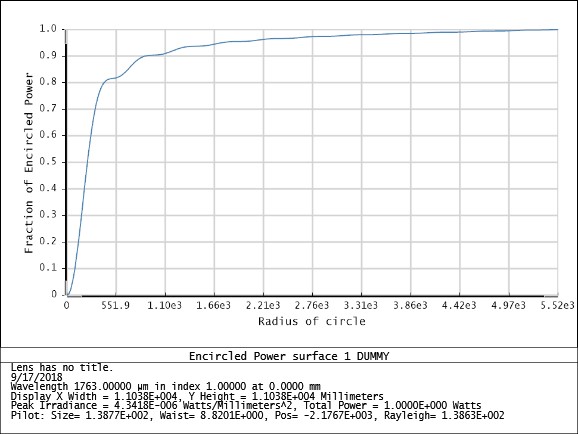 1.0
0.9
0.8
0.7
0.6
0.5
0.4
0.3
0.2
0.1
0
Fraction of Encircled Power
0 551.9 1.10e3 1.66e3 2.21e3 2.76e3 3.31e3 3.86e3 4.42e3 4.97e3 5.52e3
Radius of circle
Encircled Power surface 1 DUMMY
Lens has no title.
9/17/2018
Wavelength 1763.00000 µm in index 1.00000 at 0.0000 mm
Display X Width = 1.1038E+004, Y Height = 1.1038E+004 Millimeters
Peak Irradiance = 4.3418E-006 Watts/Millimeters^2, Total Power = 1.0000E+000 Watts
Pilot: Size= 1.3877E+002, Waist= 8.8201E+000, Pos= -2.1767E+003, Rayleigh= 1.3863E+002